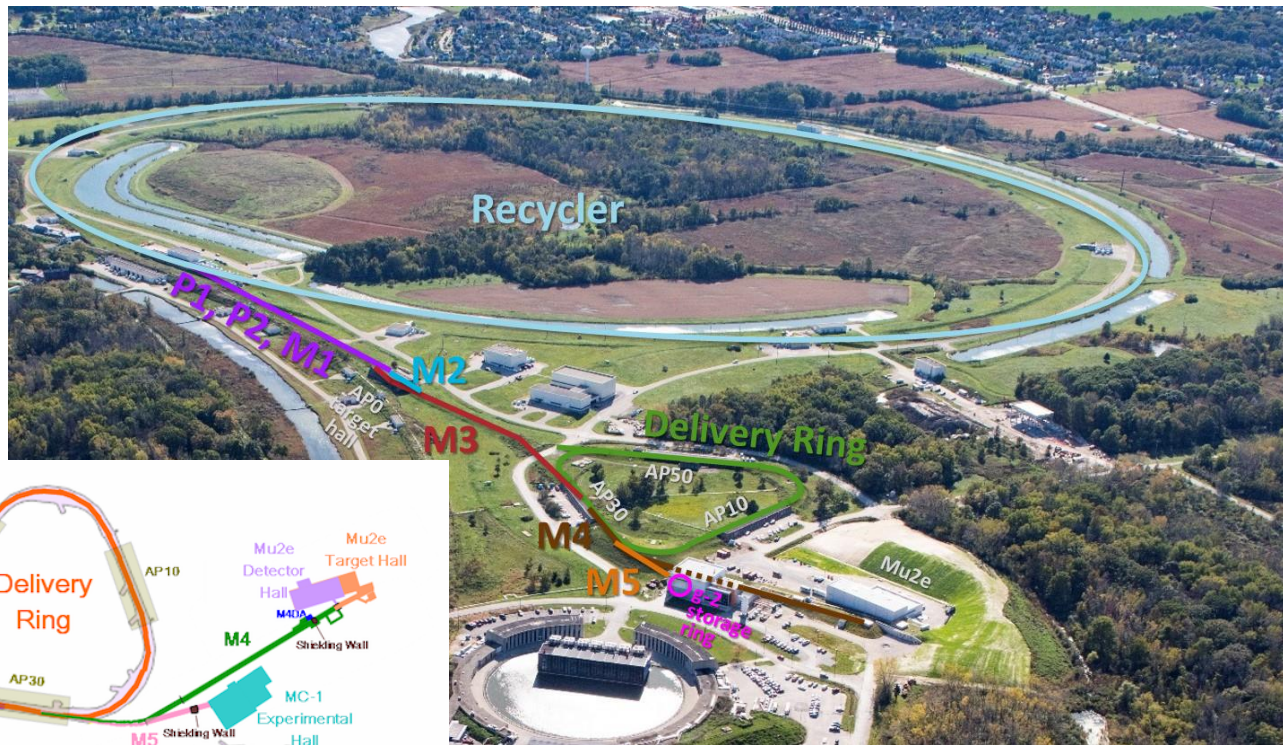 Recycler
P1, P2, M1
M2
AP0
target
hall
M3
Delivery Ring
AP50
AP30
AP10
M4
M5
Mu2e
g-2
storage
ring
Delivery
Ring
AP10
AP30
Mu2e
Detector
Hall
Mu2e
Target Hall
M4DA
Shielding Wall
M4
MC-1
Experimental
Hall
Shielding Wall
M5